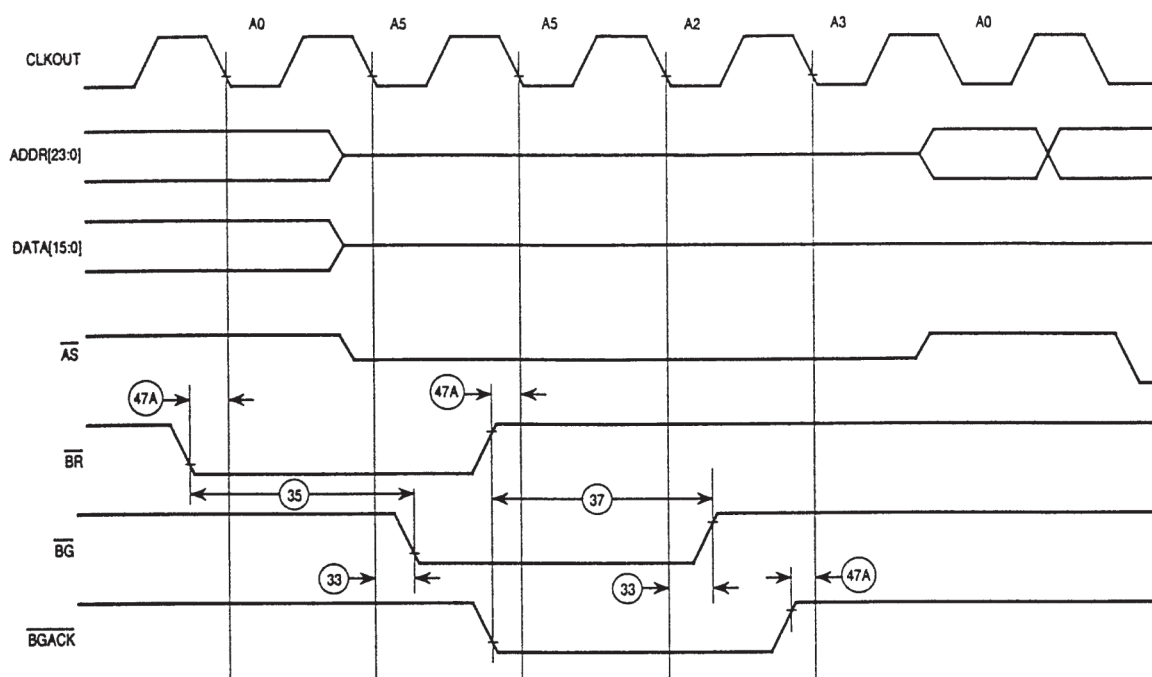 A0 A5 A5 A2 A3 A0
CLKOUT
ADDR[23:0]
DATA[15:0]
AS
47A 47A
BR
35 37
BG
33 33 47A
BGACK